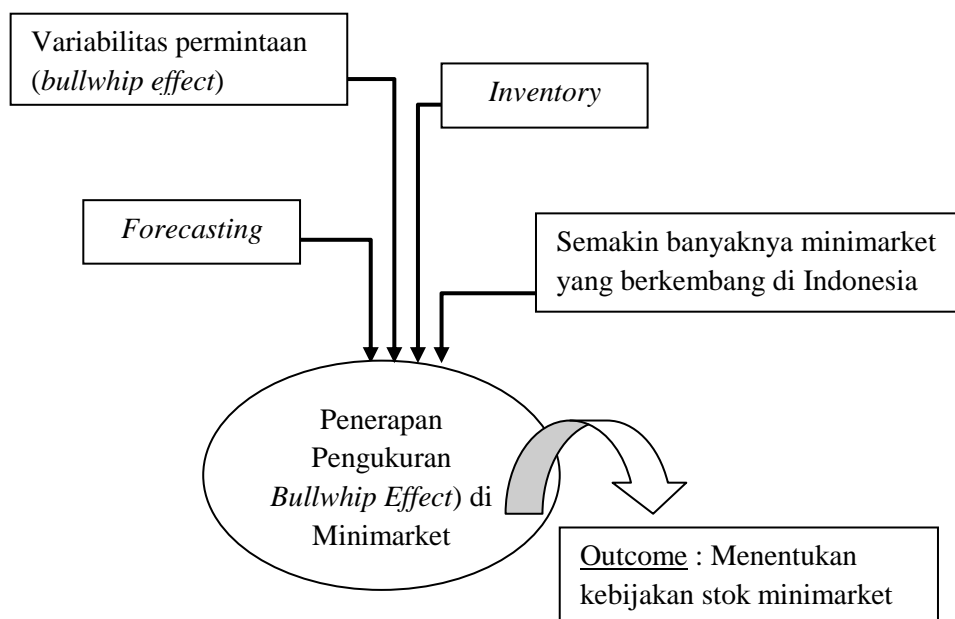 Variabilitas permintaan
(bullwhip effect)
Inventory
Forecasting
Semakin banyaknya minimarket
yang berkembang di Indonesia
Penerapan
Pengukuran
Bullwhip Effect) di
Minimarket
Outcome : Menentukan
kebijakan stok minimarket